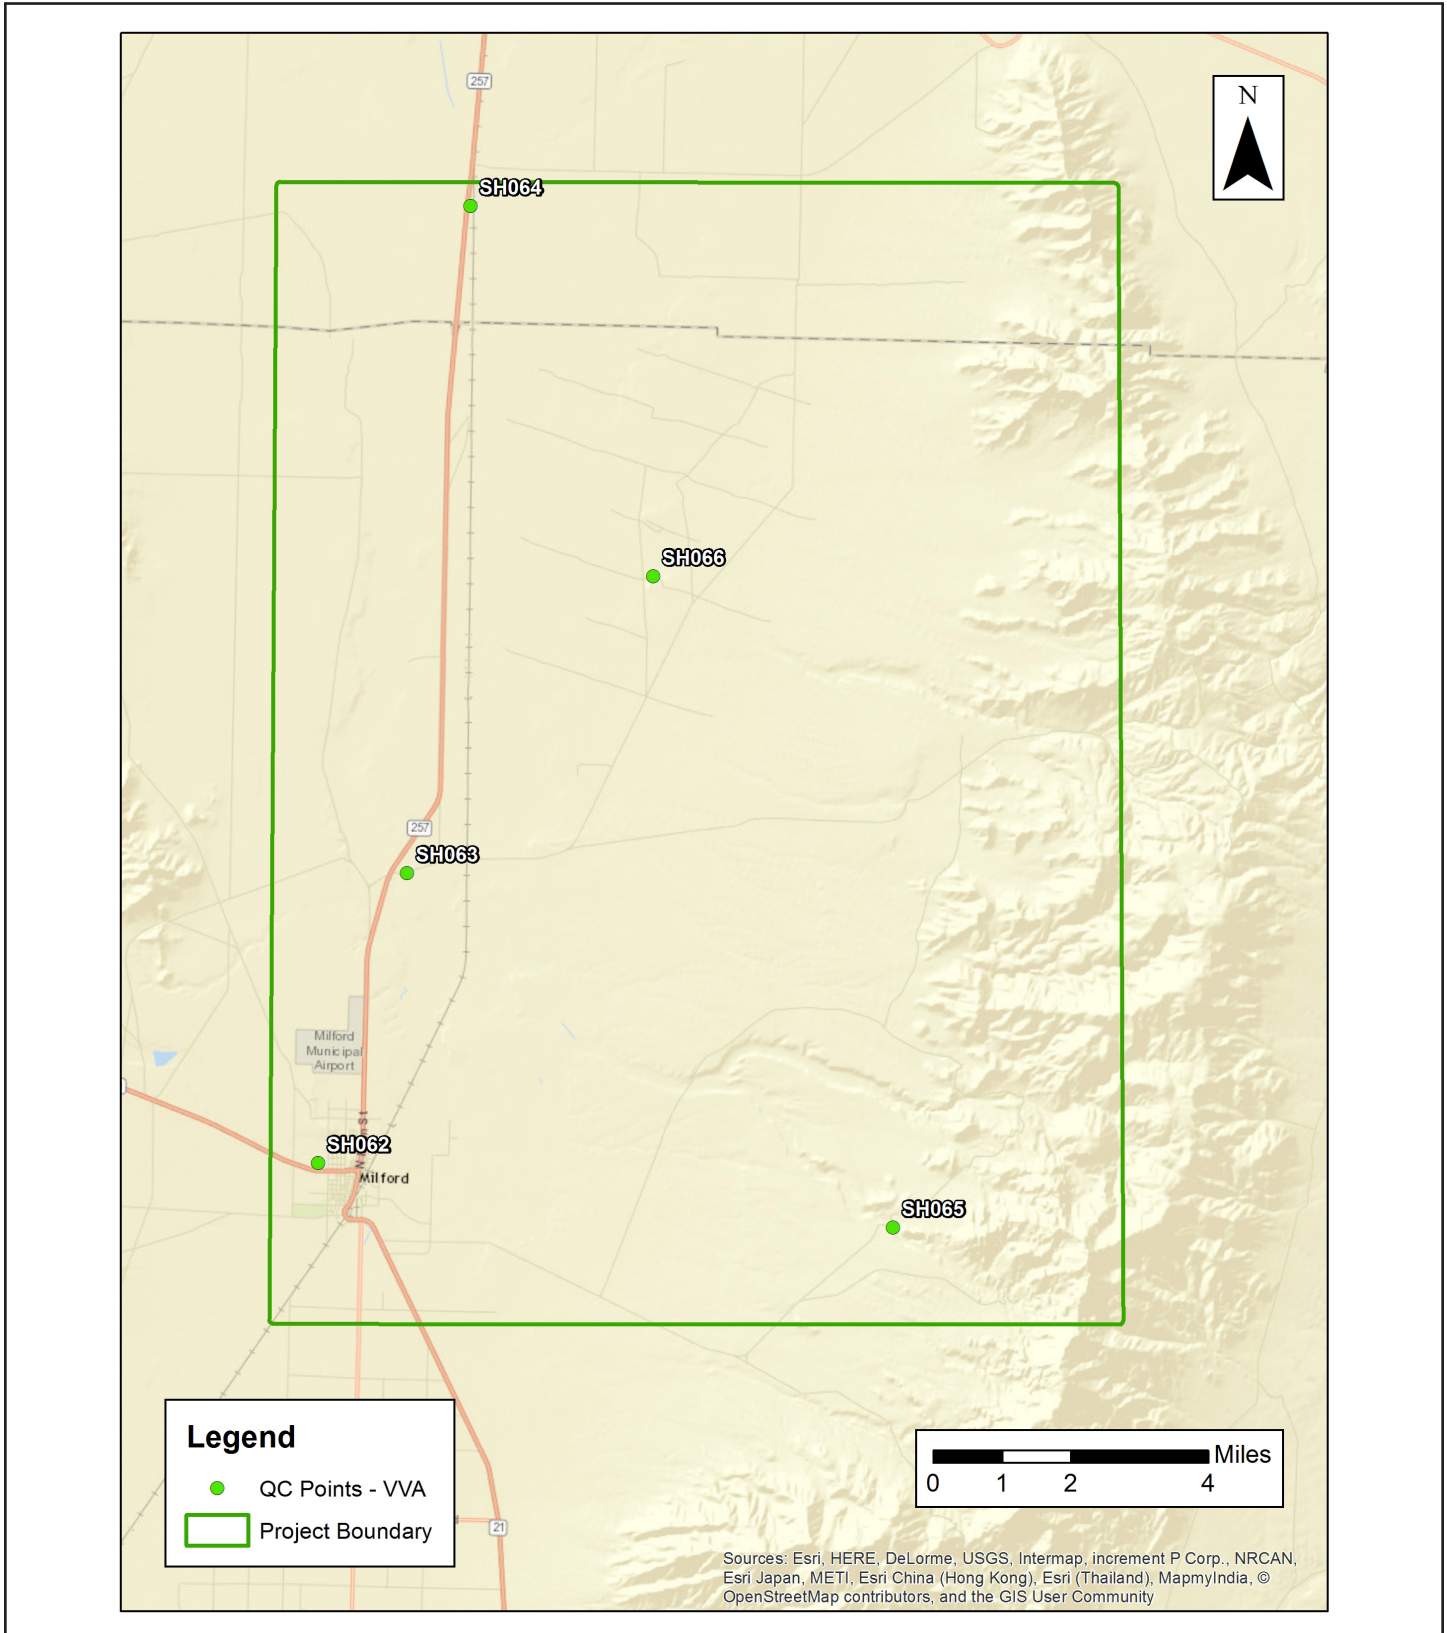 257
N
SH064
SH066
257
SH063
Milford
Municipal
Airport
SH062
Milford
SH065
Legend
QC Points - VVA
Project Boundary
21
Miles
0 1 2 4
Sources: Esri, HERE, DeLorme, USGS, Intermap, increment P Corp., NRCAN,
Esri Japan, METI, Esri China (Hong Kong), Esri (Thailand), MapmyIndia, ©
OpenStreetMap contributors, and the GIS User Community